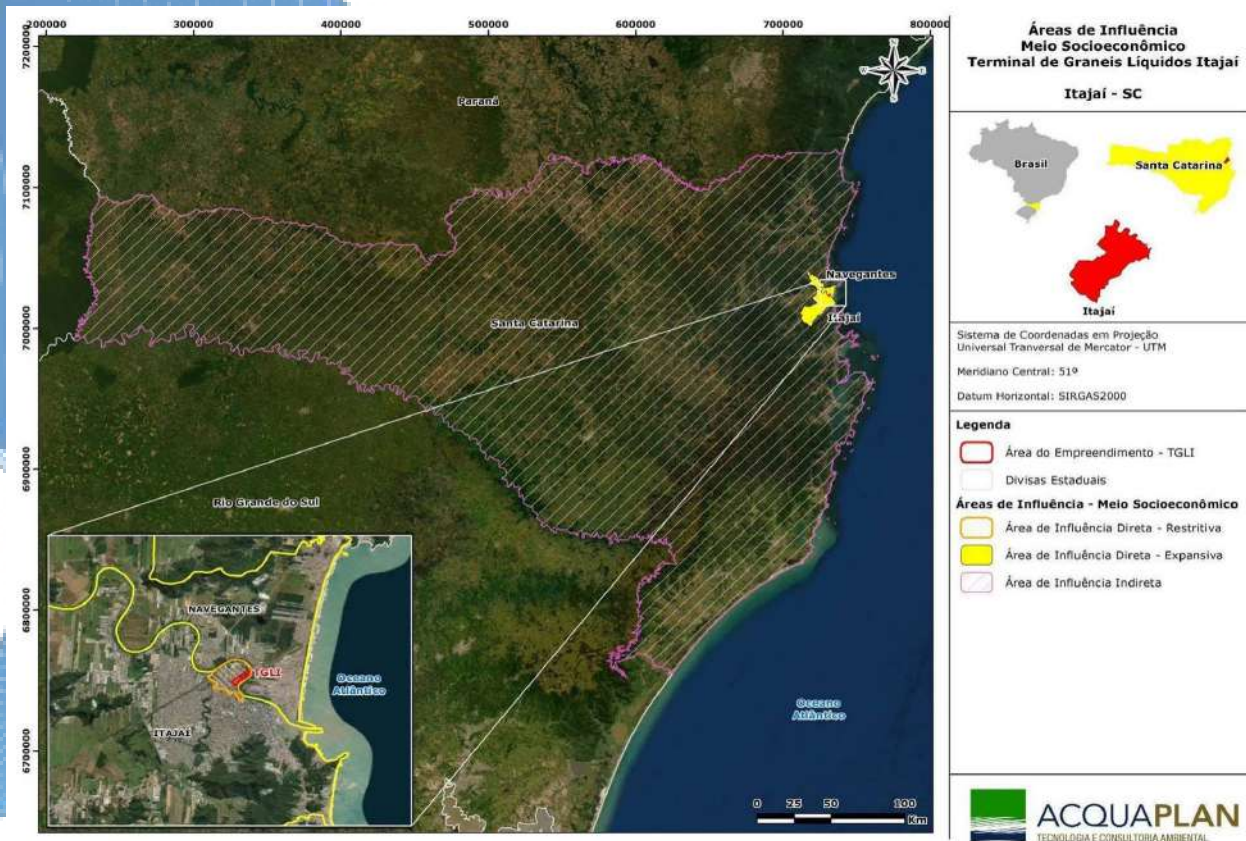 200000 300000 400000 500000 600000 700000 800000
7200000
7100000
7000000
6900000
6800000
6700000
Paraná
N
W E
S
Navegantes
Itajaí
Santa Catarina
Rio Grande do Sul
NAVEGANTES
TGLI
Oceano
Atlântico
ITAJAÍ
Oceano
Atlântico
0 25 50 100
Km
Áreas de Influência
Meio Socioeconômico
Terminal de Graneis Líquidos Itajaí
Itajaí - SC
Brasil
Santa Catarina
Itajaí
Sistema de Coordenadas em Projeção
Universal Tranversal de Mercator - UTM
Meridiano Central: 51º
Datum Horizontal: SIRGAS2000
Legenda
Área do Empreendimento - TGLI
Divisas Estaduais
Áreas de Influência - Meio Socioeconômico
Área de Influência Direta - Restritiva
Área de Influência Direta - Expansiva
Área de Influência Indireta
ACQUAPLAN
TECNOLOGIA E CONSULTORIA AMBIENTAL